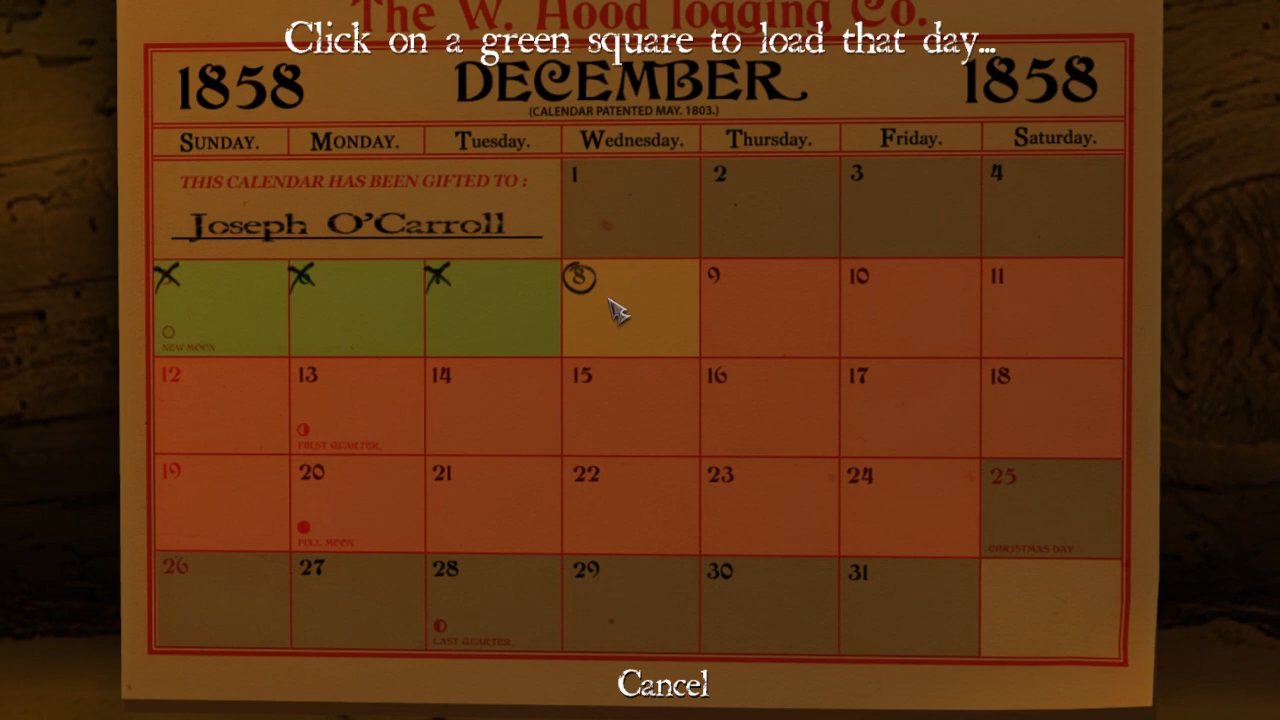 The W. Hood logging Co.
Click on a green square to load that day...
1858 DECEMBER 1858
(CALENDAR PATENTED MAY. 1803.)
SUNDAY. MONDAY. Tuesday. Wednesday. Thursday. Friday. Saturday.
THIS CALENDAR HAS BEEN GIFTED TO :
Joseph O'Carroll
1 2 3 4
8 9 10 11
NEW MOON
12 13 14 15 16 17 18
FIRST QUARTER.
19 20 21 22 23 24 25
FULL MOON
CHRISTMAS DAY
26 27 28 29 30 31
LAST QUARTER.
Cancel